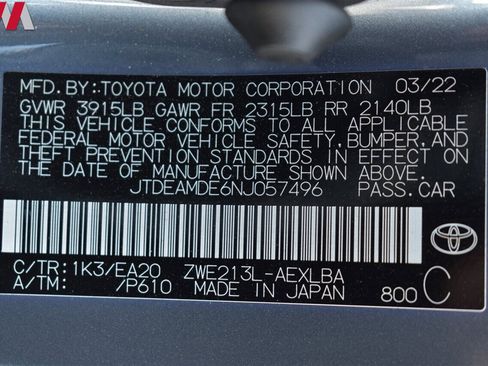 MFD.BY:TOYOTA MOTOR CORPORATION 03/22
GVWR 3915LB GAWR FR 2315LB RR 2140LB
THIS VEHICLE CONFORMS TO ALL APPLICABLE
FEDERAL MOTOR VEHICLE SAFETY,BUMPER,AND
THEFT PREVENTION STANDARDS IN EFFECT ON
THE DATE OF MANUFACTURE SHOWN ABOVE.
JTDEAMDE6NJ057496 PASS.CAR
C/TR:1K3/EA20 ZWE213L-AEXLBA
A/TM: /P610 MADE IN JAPAN 800 C
TOYOTA